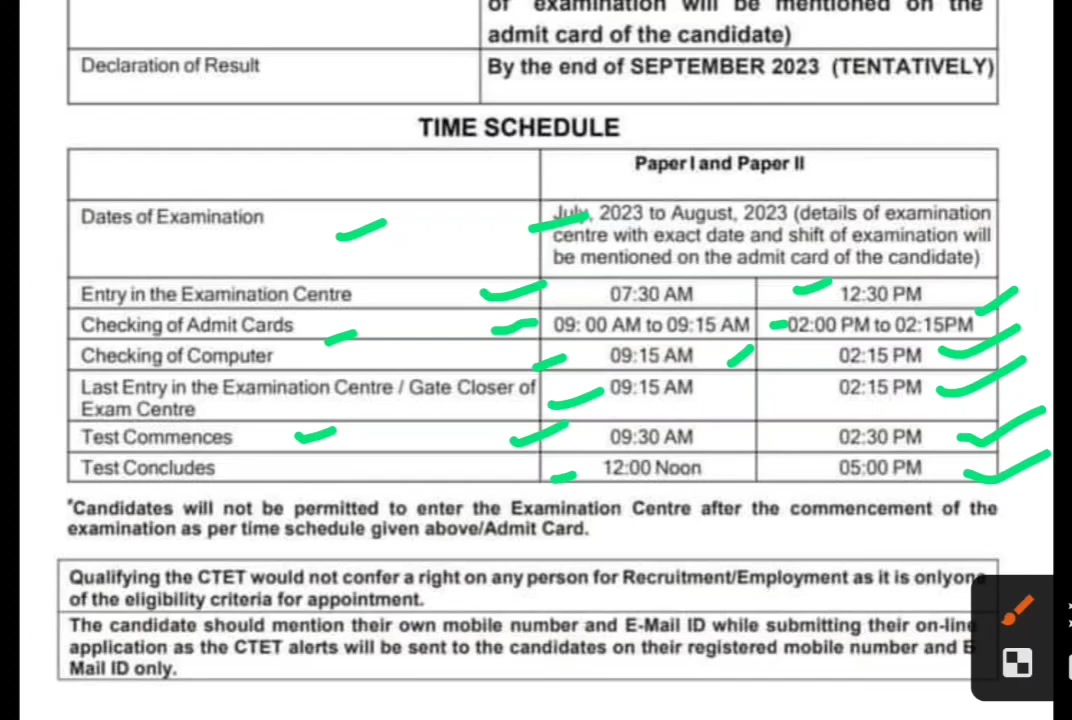 of examination will be mentioned on the
admit card of the candidate)
Declaration of Result By the end of SEPTEMBER 2023 (TENTATIVELY)
TIME SCHEDULE
Paper I and Paper II
Dates of Examination July, 2023 to August, 2023 (details of examination
centre with exact date and shift of examination will
be mentioned on the admit card of the candidate)
Entry in the Examination Centre 07:30 AM 12:30 PM
Checking of Admit Cards 09: 00 AM to 09:15 AM 02:00 PM to 02:15PM
Checking of Computer 09:15 AM 02:15 PM
Last Entry in the Examination Centre / Gate Closer of 09:15 AM 02:15 PM
Exam Centre
Test Commences 09:30 AM 02:30 PM
Test Concludes 12:00 Noon 05:00 PM
*Candidates will not be permitted to enter the Examination Centre after the commencement of the
examination as per time schedule given above/Admit Card.
Qualifying the CTET would not confer a right on any person for Recruitment/Employment as it is onlyone
of the eligibility criteria for appointment.
The candidate should mention their own mobile number and E-Mail ID while submitting their on-line
application as the CTET alerts will be sent to the candidates on their registered mobile number and E
Mail ID only.